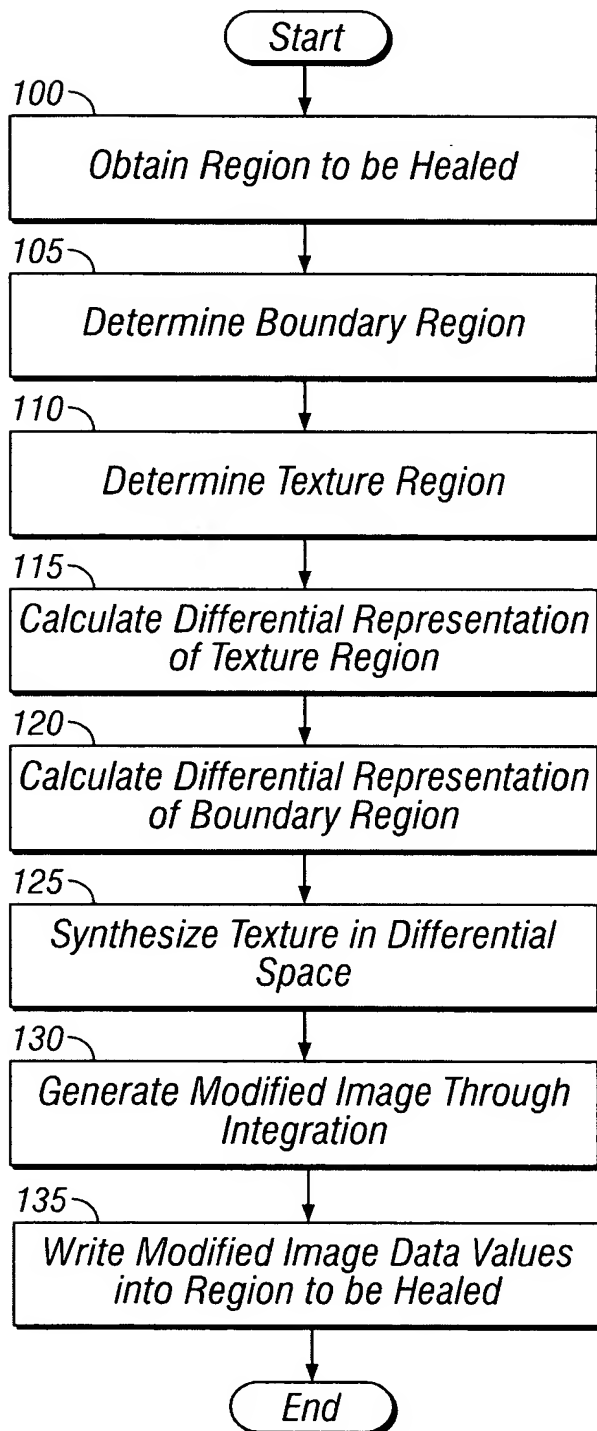 Start
100
Obtain Region to be Healed
105
Determine Boundary Region
110
Determine Texture Region
115
Calculate Differential Representation
of Texture Region
120
Calculate Differential Representation
of Boundary Region
125
Synthesize Texture in Differential
Space
130
Generate Modified Image Through
Integration
135
Write Modified Image Data Values
into Region to be Healed
End